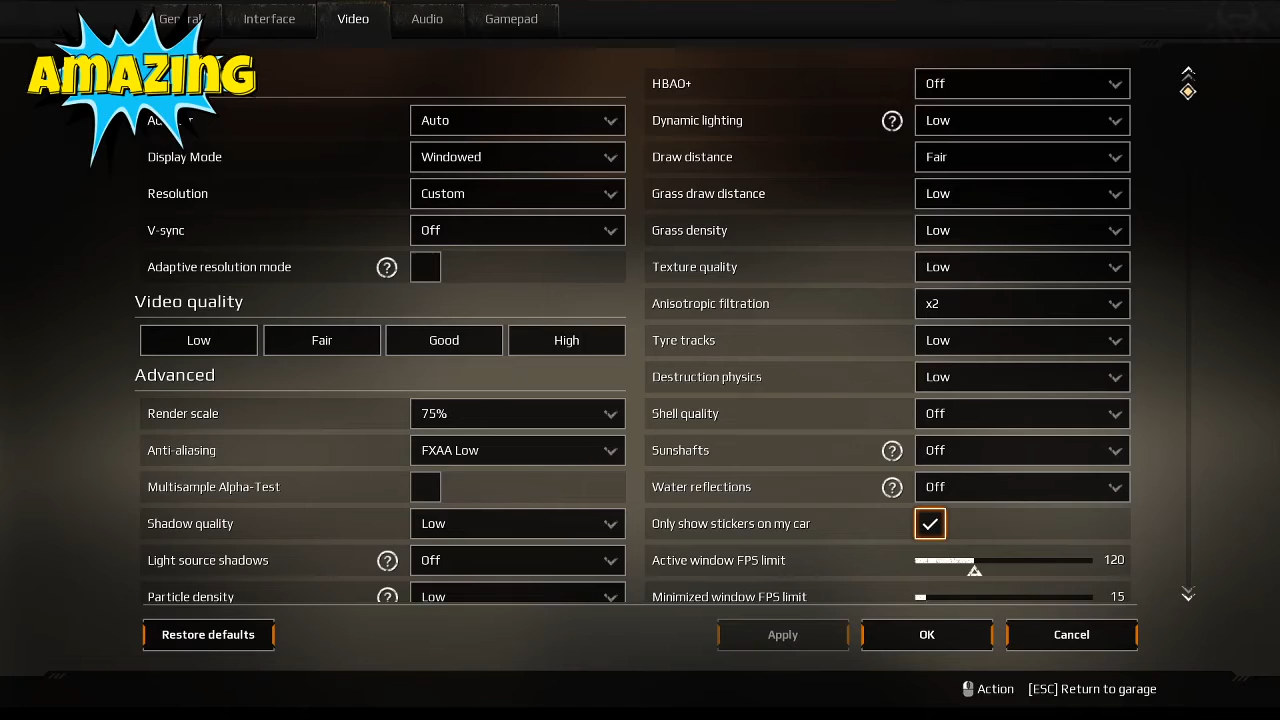 General Interface Video Audio Gamepad
AMAZING
Auto
Display Mode Windowed
Resolution Custom
V-sync Off
Adaptive resolution mode ?
Video quality
Low Fair Good High
Advanced
Render scale 75%
Anti-aliasing FXAA Low
Multisample Alpha-Test
Shadow quality Low
Light source shadows ? Off
Particle density ? Low
HBAO+ Off
Dynamic lighting ? Low
Draw distance Fair
Grass draw distance Low
Grass density Low
Texture quality Low
Anisotropic filtration x2
Tyre tracks Low
Destruction physics Low
Shell quality Off
Sunshafts ? Off
Water reflections ? Off
Only show stickers on my car
Active window FPS limit 120
Minimized window FPS limit 15
Restore defaults Apply OK Cancel
Action [ESC] Return to garage